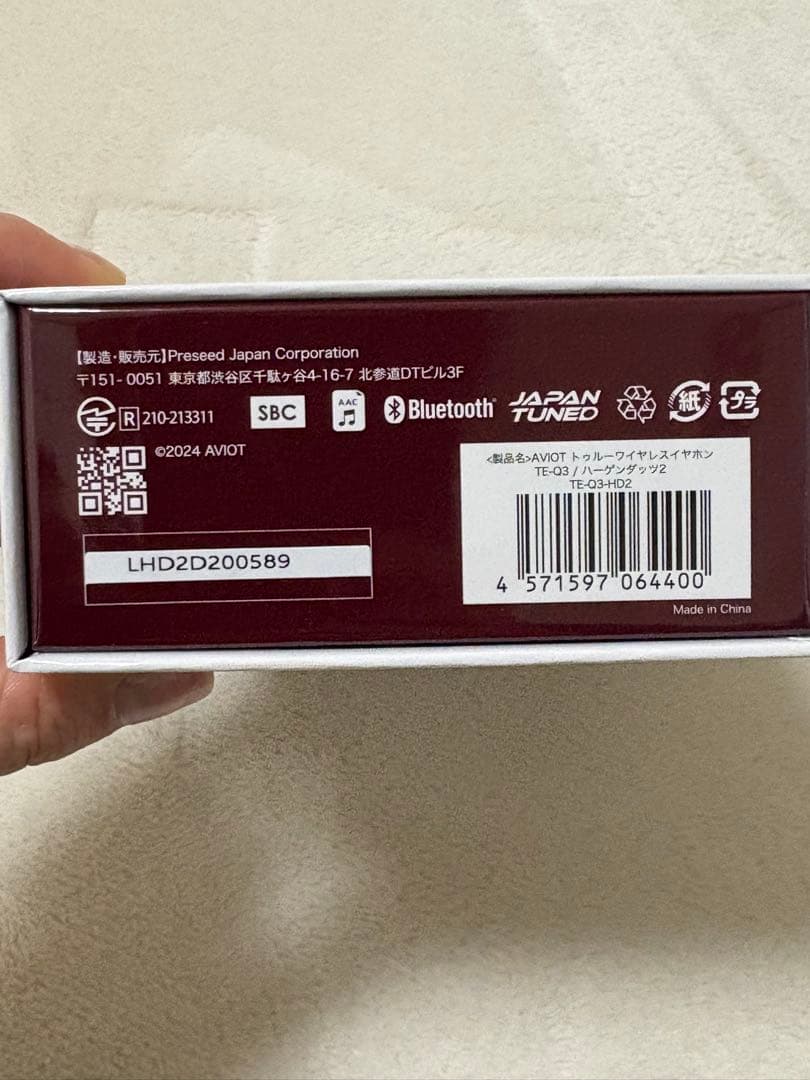 【製造・販売元】Preseed Japan Corporation
〒151- 0051 東京都渋谷区千駄ヶ谷4-16-7 北参道DTビル3F
R 210-213311 SBC AAC Bluetooth® JAPAN TUNED 紙 プラ
©2024 AVIOT
<製品名>AVIOT トゥルーワイヤレスイヤホン
TE-Q3 / ハーゲンダッツ2
TE-Q3-HD2
LHD2D200589
4 571597 064400
Made in China